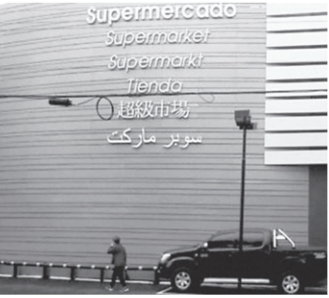 Supermercado
Supermarket
Supermarkt
Tienda
超級市場
سوبر ماركت